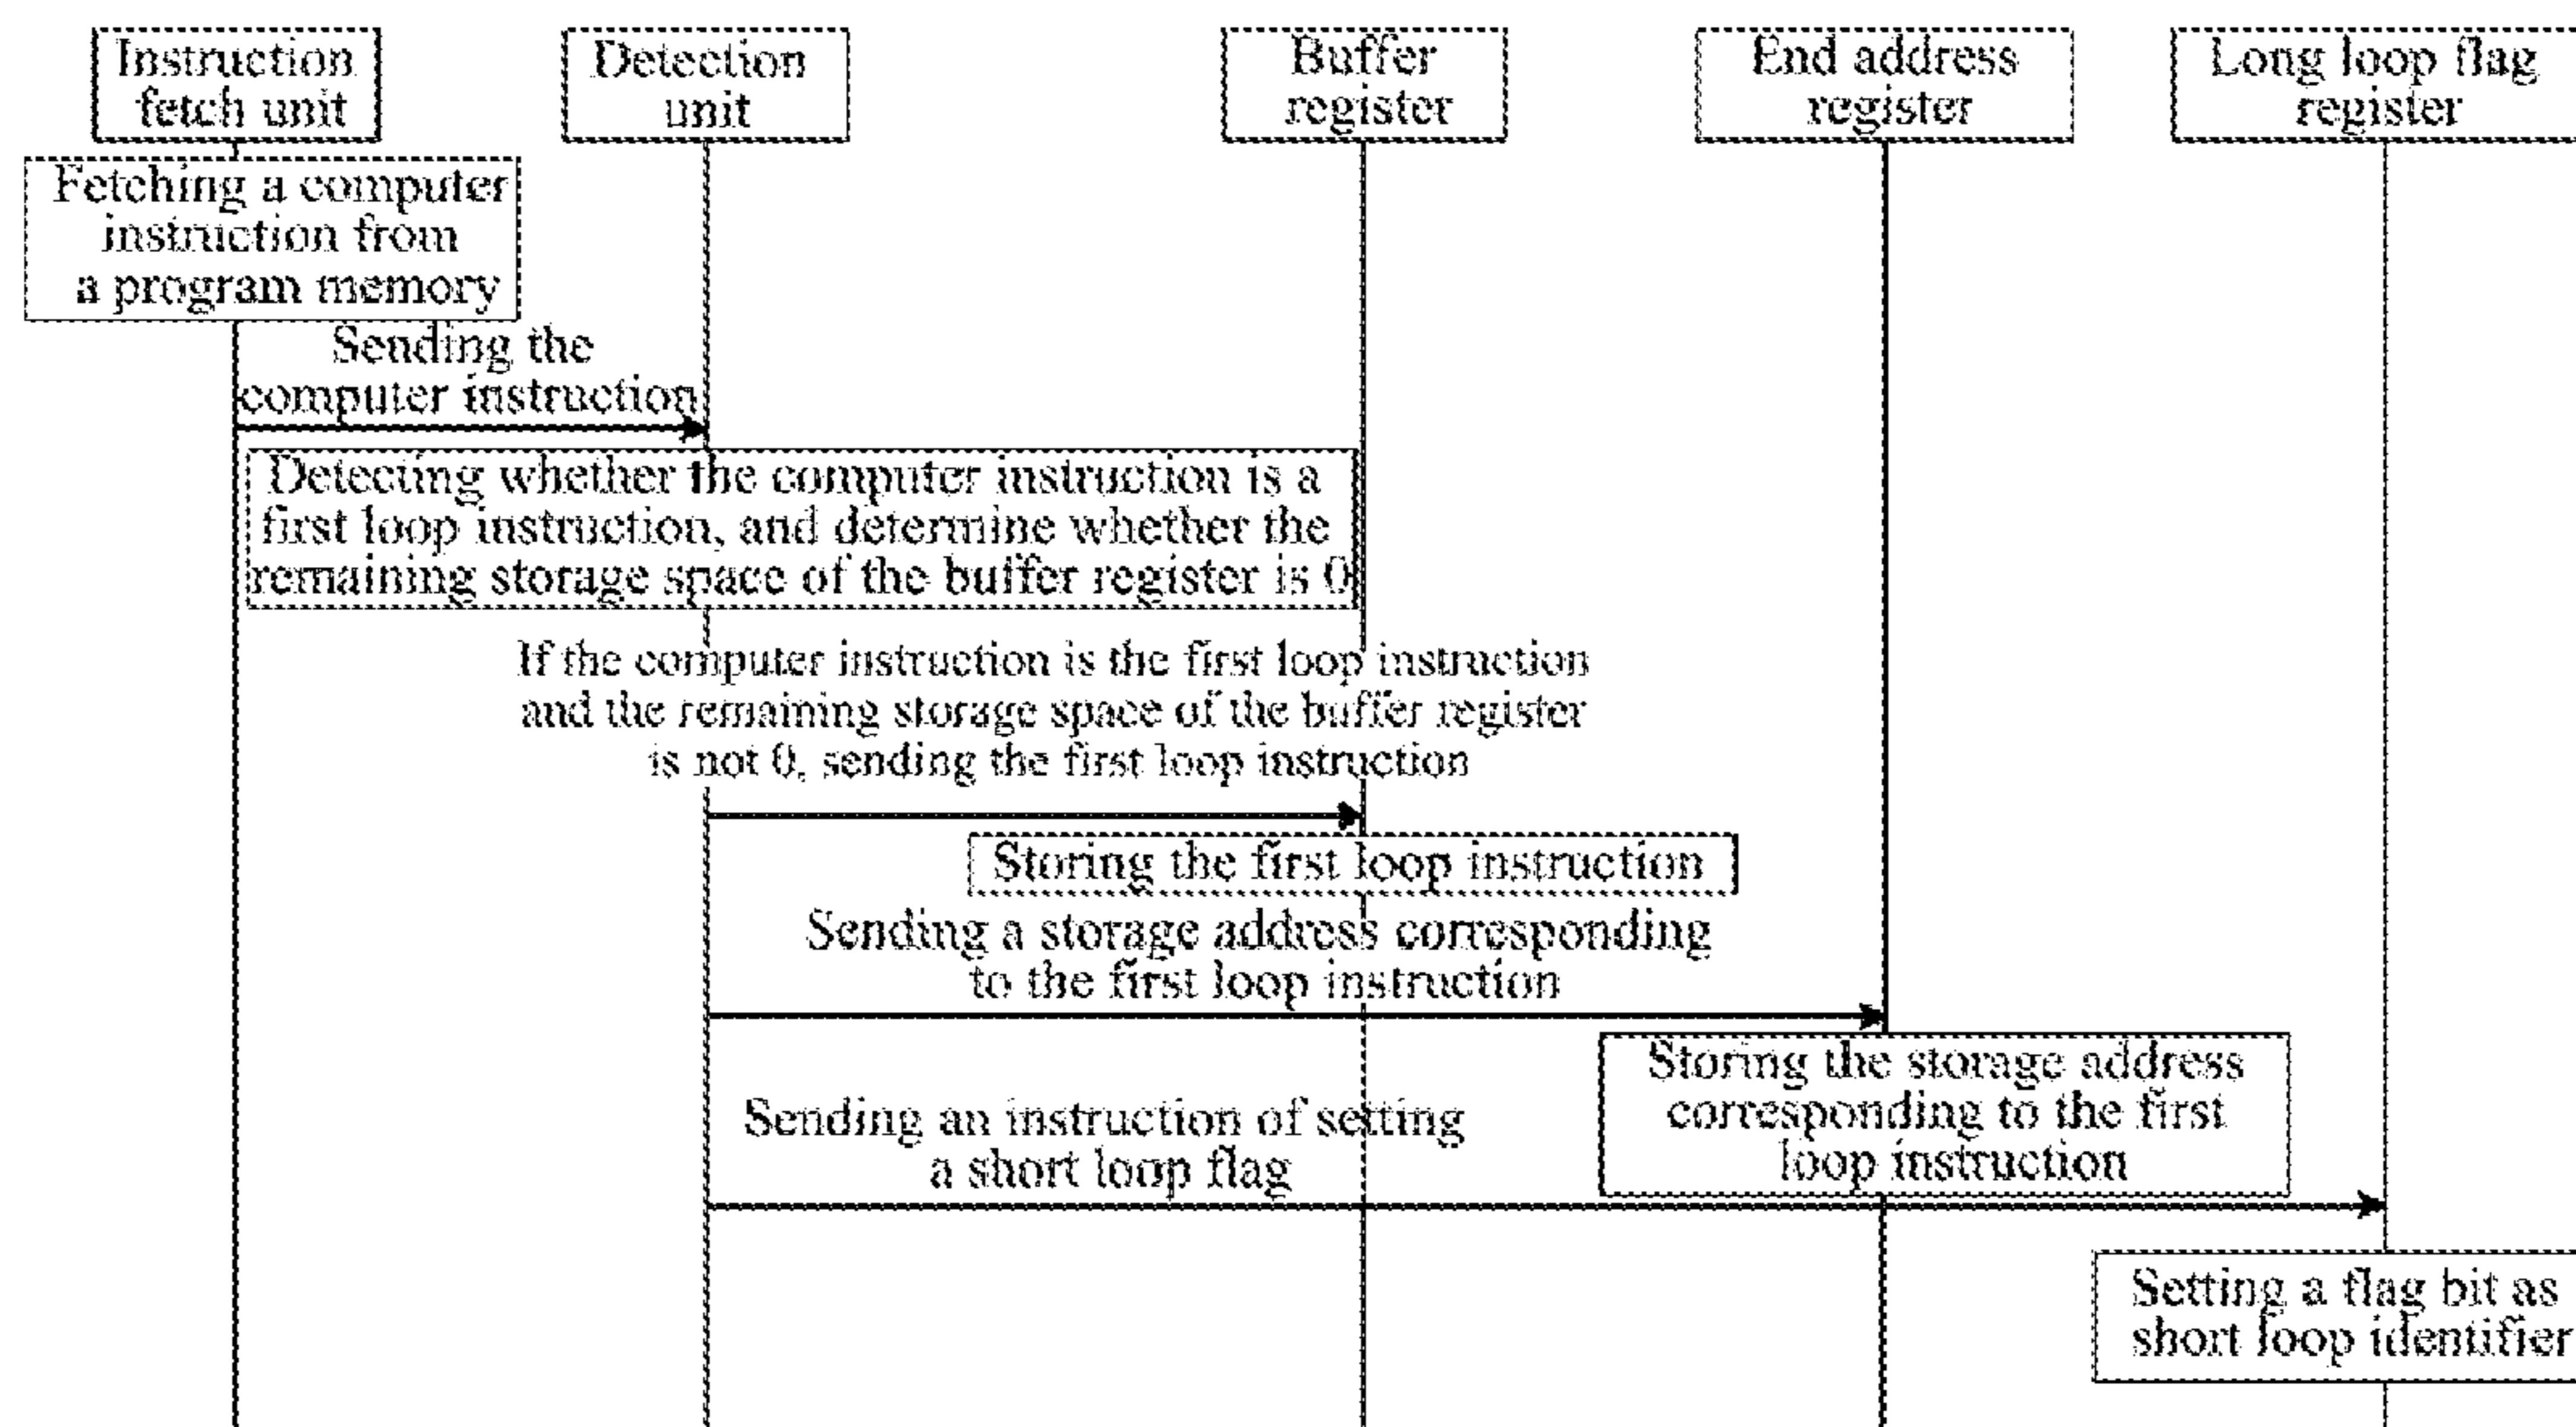 Instruction
fetch unit
Detection
unit
Buffer
register
End address
register
Long loop flag
register
Fetching a computer
instruction from
a program memory
Sending the
computer instruction
Detecting whether the computer instruction is a
first loop instruction, and determine whether the
remaining storage space of the buffer register is 0
If the computer instruction is the first loop instruction
and the remaining storage space of the buffer register
is not 0, sending the first loop instruction
Storing the first loop instruction
Sending a storage address corresponding
to the first loop instruction
Storing the storage address
corresponding to the first
loop instruction
Sending an instruction of setting
a short loop flag
Setting a flag bit as
short loop identifier